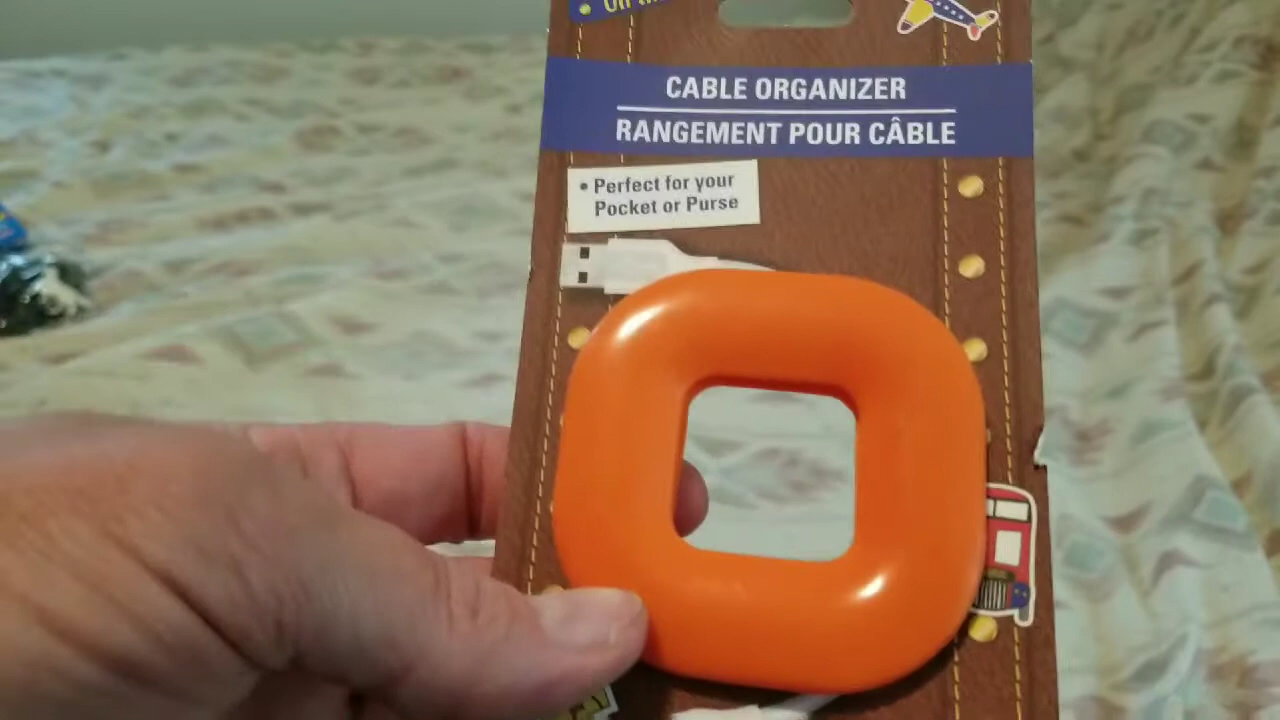 CABLE ORGANIZER
RANGEMENT POUR CÂBLE
• Perfect for your
Pocket or Purse